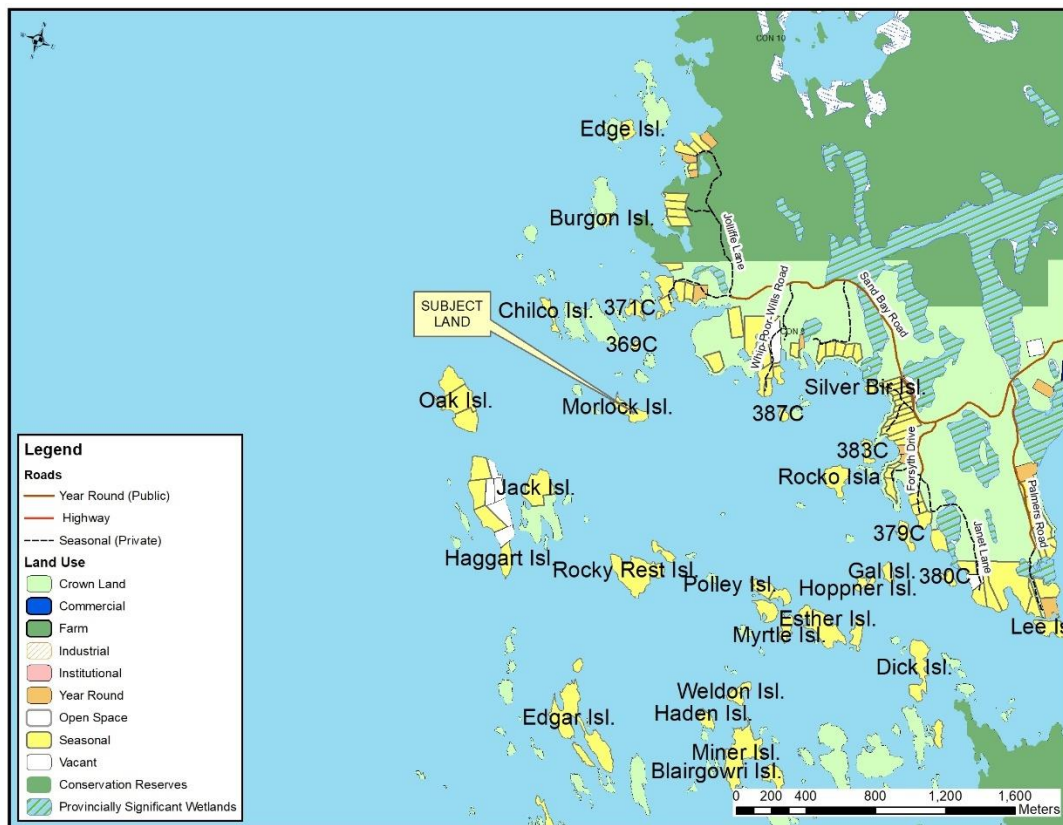 CON 10
Edge Isl.
Burgon Isl.
Jolliffe Lane
Sand Bay Road
Whip-Poor-Wills Road
SUBJECT
LAND
Chilco Isl.
371C
369C
CON 9
Oak Isl.
Morlock Isl.
387C
Silver Bir Isl.
383C
Forsyth Drive
Rocko Isla
Palmers Road
Jack Isl.
379C
Janet Lane
Haggart Isl.
Rocky Rest Isl.
Polley Isl.
Gal Isl.
380C
Hoppner Isl.
Esther Isl.
Myrtle Isl.
Lee Is
Dick Isl.
Weldon Isl.
Edgar Isl.
Haden Isl.
Miner Isl.
Blairgowri Isl.
Legend
Roads
Year Round (Public)
Highway
Seasonal (Private)
Land Use
Crown Land
Commercial
Farm
Industrial
Institutional
Year Round
Open Space
Seasonal
Vacant
Conservation Reserves
Provincially Significant Wetlands
0 200 400 800 1,200 1,600
Meters